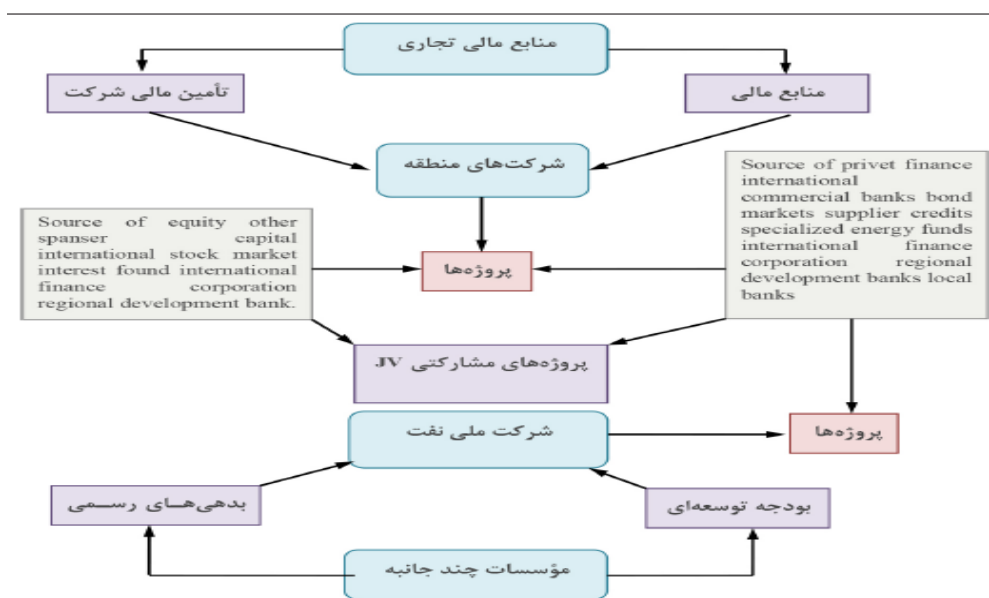 منابع مالی تجاری
تأمین مالی شرکت
منابع مالی
شرکت‌های منطقه
Source of privet finance
international
commercial banks bond
markets supplier credits
specialized energy funds
international finance
corporation regional
development banks local
banks
Source of equity other
spanser capital
international stock market
interest found international
finance corporation
regional development bank.
پروژه‌ها
پروژه‌های مشارکتی JV
شرکت ملی نفت
پروژه‌ها
بدهی‌هـای رسـمی
بودجه توسعه‌ای
مؤسسات چند جانبه